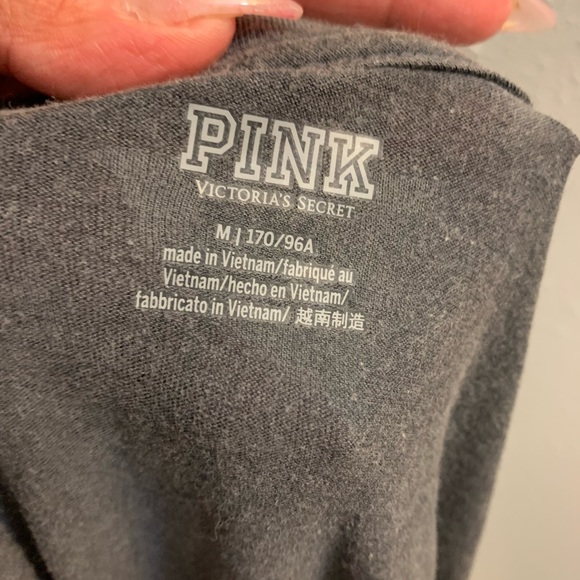 PINK
VICTORIA'S SECRET
M | 170/96A
made in Vietnam/fabriqué au
Vietnam/hecho en Vietnam/
fabbricato in Vietnam/ 越南制造